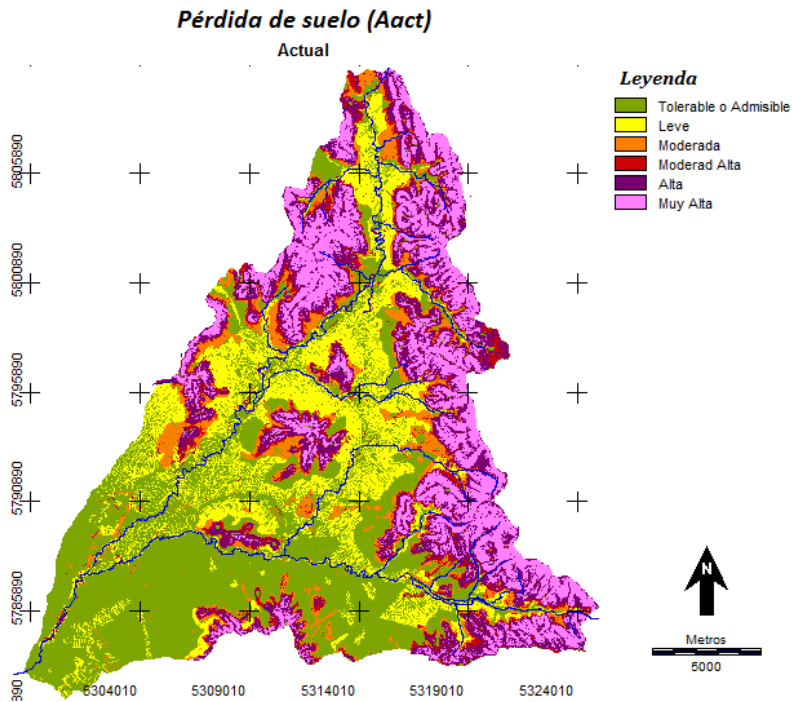 Pérdida de suelo (Aact)
Actual
Leyenda
Tolerable o Admisible
Leve
Moderada
Moderad Alta
Alta
Muy Alta
5805890
5800890
5795890
5790890
5785890
390
5304010
5309010
5314010
5319010
5324010
N
Metros
5000